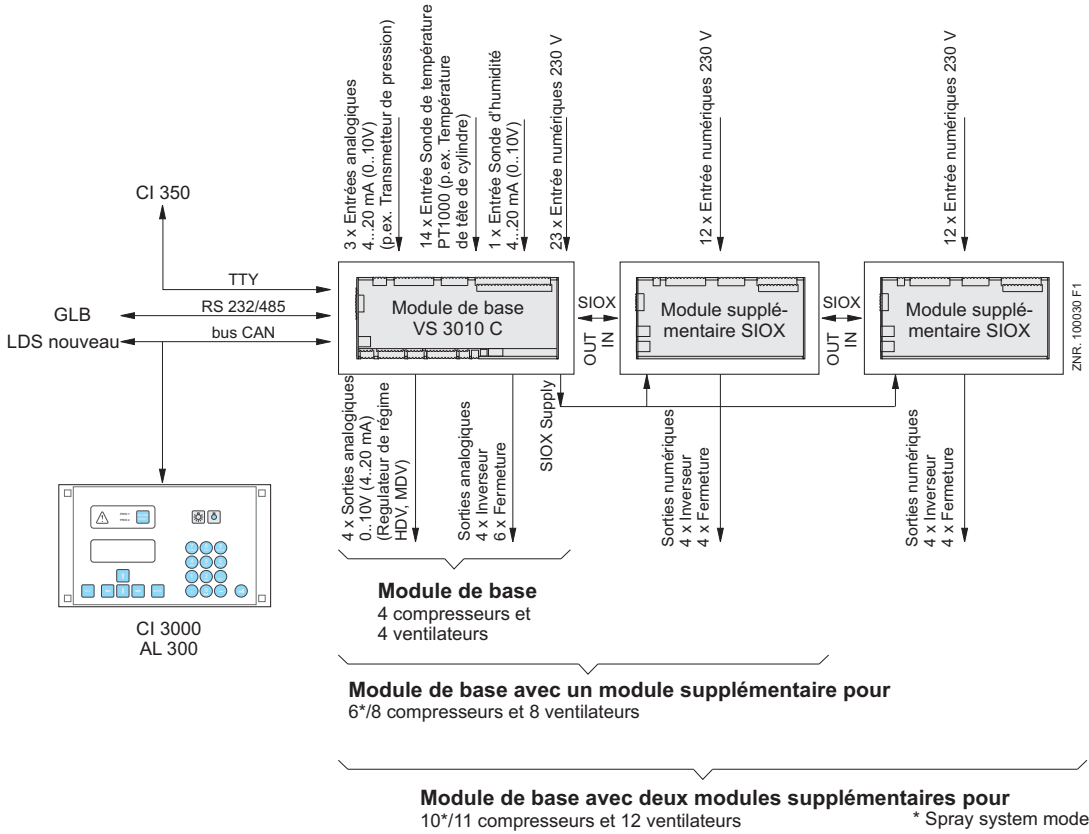 3 x Entrées analogiques
4...20 mA (0..10V)
(p.ex. Transmetteur de pression)
14 x Entrée Sonde de température
PT1000 (p.ex. Température
de tête de cylindre)
1 x Entrée Sonde d'humidité
4...20 mA (0..10V)
23 x Entrée numériques 230 V
12 x Entrée numériques 230 V
12 x Entrée numériques 230 V
CI 350
TTY
GLB
RS 232/485
LDS nouveau
bus CAN
Module de base
VS 3010 C
SIOX
OUT
IN
Module supplé-
mentaire SIOX
SIOX
OUT
IN
Module supplé-
mentaire SIOX
ZNR. 100030 F1
4 x Sorties analogiques
0..10V (4..20 mA)
(Regulateur de régime
HDV, MDV)
Sorties analogiques
4 x Inverseur
6 x Fermeture
SIOX Supply
Sorties numériques
4 x Inverseur
4 x Fermeture
Sorties numériques
4 x Inverseur
4 x Fermeture
CI 3000
AL 300
Module de base
4 compresseurs et
4 ventilateurs
Module de base avec un module supplémentaire pour
6*/8 compresseurs et 8 ventilateurs
Module de base avec deux modules supplémentaires pour
10*/11 compresseurs et 12 ventilateurs
* Spray system mode